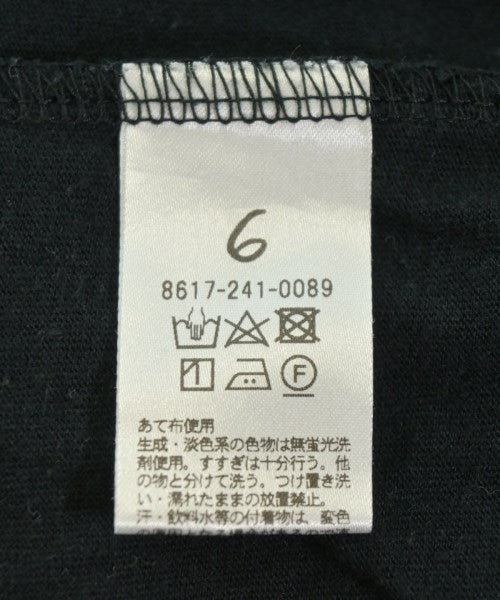 6
8617-241-0089
F
あて布使用
生成・淡色系の色物は無蛍光洗
剤使用。すすぎは十分行う。他
の物と分けて洗う。つけ置き洗
い・濡れたままの放置禁止。
汗・飲料水等の付着物は、変色